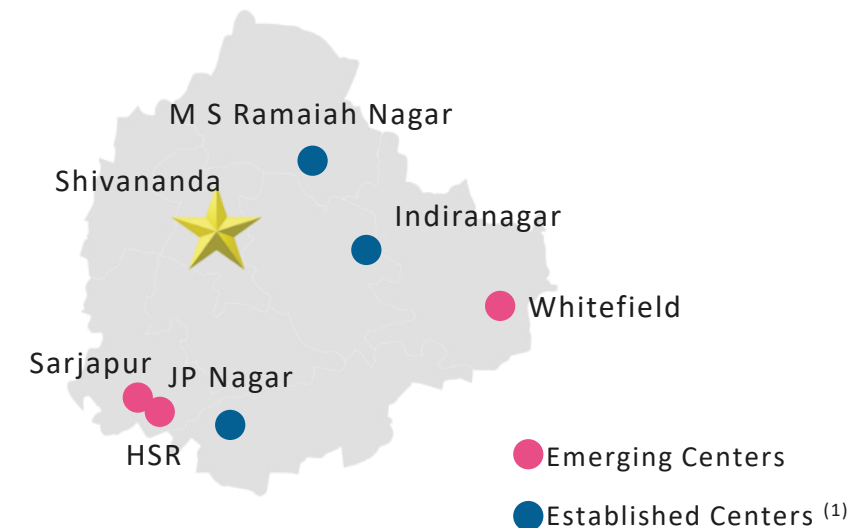 M S Ramaiah Nagar
Shivananda
Indiranagar
Whitefield
Sarjapur
JP Nagar
HSR
Emerging Centers
Established Centers (1)